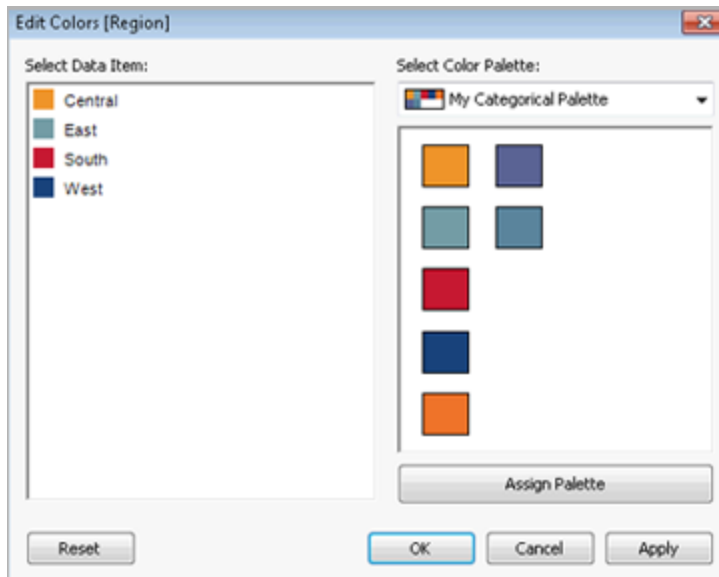 Edit Colors [Region]
Select Data Item:
Central
East
South
West
Select Color Palette:
My Categorical Palette
Assign Palette
Reset
OK
Cancel
Apply